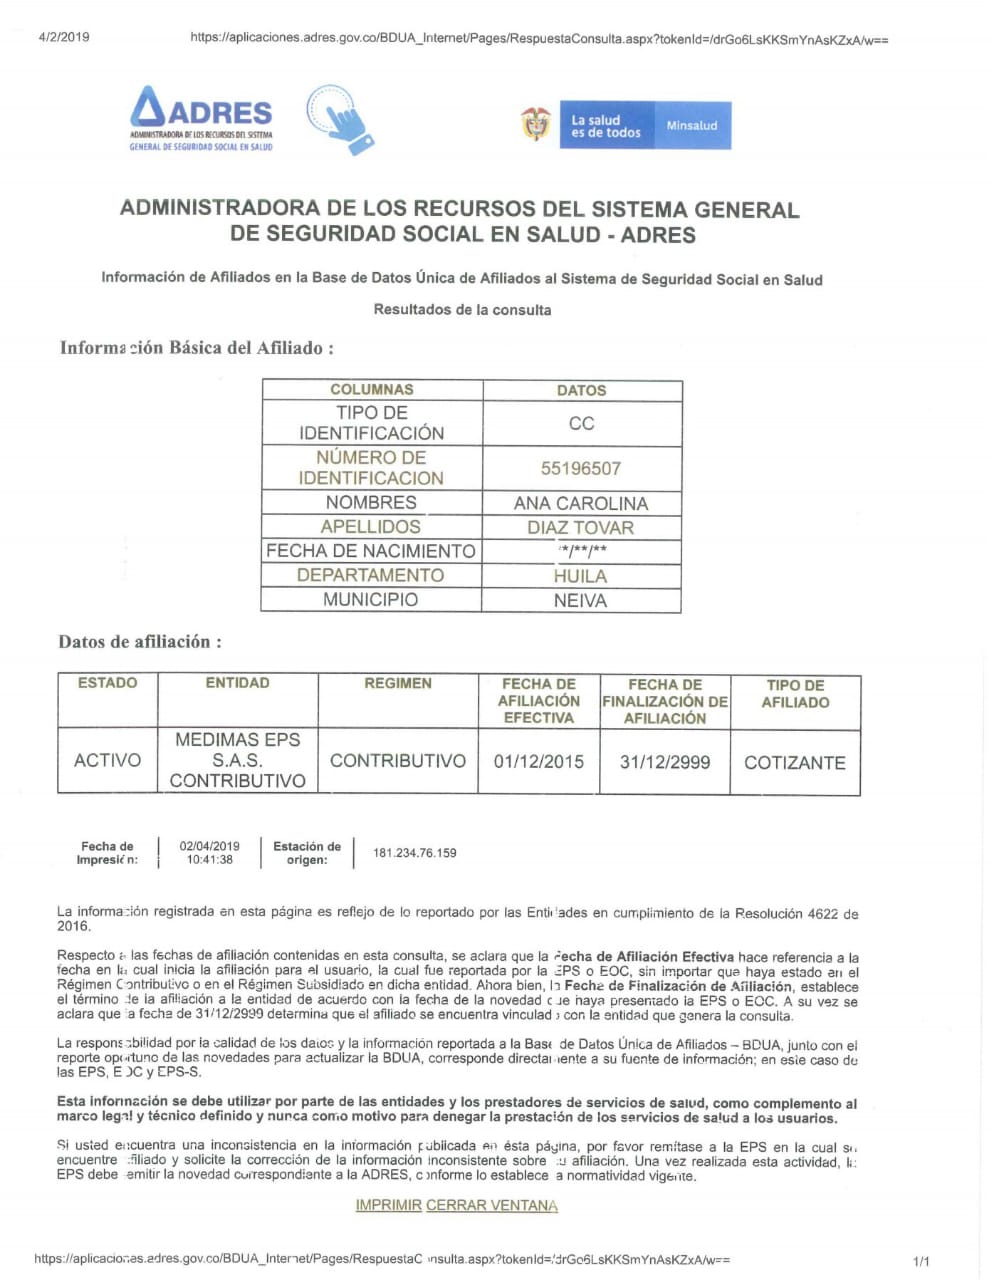 4/2/2019 https://aplicaciones.adres.gov.co/BDUA_Internet/Pages/RespuestaConsulta.aspx?tokenId=/drGo6LsKKSmYnAsKZxA/w==
ADRES
ADMINISTRADORA DE LOS RECURSOS DEL SISTEMA
GENERAL DE SEGURIDAD SOCIAL EN SALUD
La salud
es de todos
Minsalud
ADMINISTRADORA DE LOS RECURSOS DEL SISTEMA GENERAL
DE SEGURIDAD SOCIAL EN SALUD - ADRES
Información de Afiliados en la Base de Datos Única de Afiliados al Sistema de Seguridad Social en Salud
Resultados de la consulta
Información Básica del Afiliado :
COLUMNAS DATOS
TIPO DE IDENTIFICACIÓN CC
NÚMERO DE IDENTIFICACION 55196507
NOMBRES ANA CAROLINA
APELLIDOS DIAZ TOVAR
FECHA DE NACIMIENTO **/**/**
DEPARTAMENTO HUILA
MUNICIPIO NEIVA
Datos de afiliación :
ESTADO ENTIDAD REGIMEN FECHA DE AFILIACIÓN EFECTIVA FECHA DE FINALIZACIÓN DE AFILIACIÓN TIPO DE AFILIADO
ACTIVO MEDIMAS EPS S.A.S. CONTRIBUTIVO CONTRIBUTIVO 01/12/2015 31/12/2999 COTIZANTE
Fecha de Impresión: 02/04/2019 10:41:38 Estación de origen: 181.234.76.159
La información registrada en esta página es reflejo de lo reportado por las Entidades en cumplimiento de la Resolución 4622 de
2016.
Respecto a las fechas de afiliación contenidas en esta consulta, se aclara que la Fecha de Afiliación Efectiva hace referencia a la
fecha en la cual inicia la afiliación para el usuario, la cual fue reportada por la EPS o EOC, sin importar que haya estado en el
Régimen Contributivo o en el Régimen Subsidiado en dicha entidad. Ahora bien, la Fecha de Finalización de Afiliación, establece
el término de la afiliación a la entidad de acuerdo con la fecha de la novedad que haya presentado la EPS o EOC. A su vez se
aclara que la fecha de 31/12/2999 determina que el afiliado se encuentra vinculado con la entidad que genera la consulta.
La responsabilidad por la calidad de los datos y la información reportada a la Base de Datos Única de Afiliados – BDUA, junto con el
reporte oportuno de las novedades para actualizar la BDUA, corresponde directamente a su fuente de información; en este caso de
las EPS, EOC y EPS-S.
Esta información se debe utilizar por parte de las entidades y los prestadores de servicios de salud, como complemento al
marco legal y técnico definido y nunca como motivo para denegar la prestación de los servicios de salud a los usuarios.
Si usted encuentra una inconsistencia en la información publicada en ésta página, por favor remítase a la EPS en la cual se
encuentre afiliado y solicite la corrección de la información inconsistente sobre su afiliación. Una vez realizada esta actividad, la
EPS debe emitir la novedad correspondiente a la ADRES, conforme lo establece a normatividad vigente.
IMPRIMIR CERRAR VENTANA
https://aplicaciones.adres.gov.co/BDUA_Internet/Pages/RespuestaConsulta.aspx?tokenId=/drGo6LsKKSmYnAsKZxA/w== 1/1